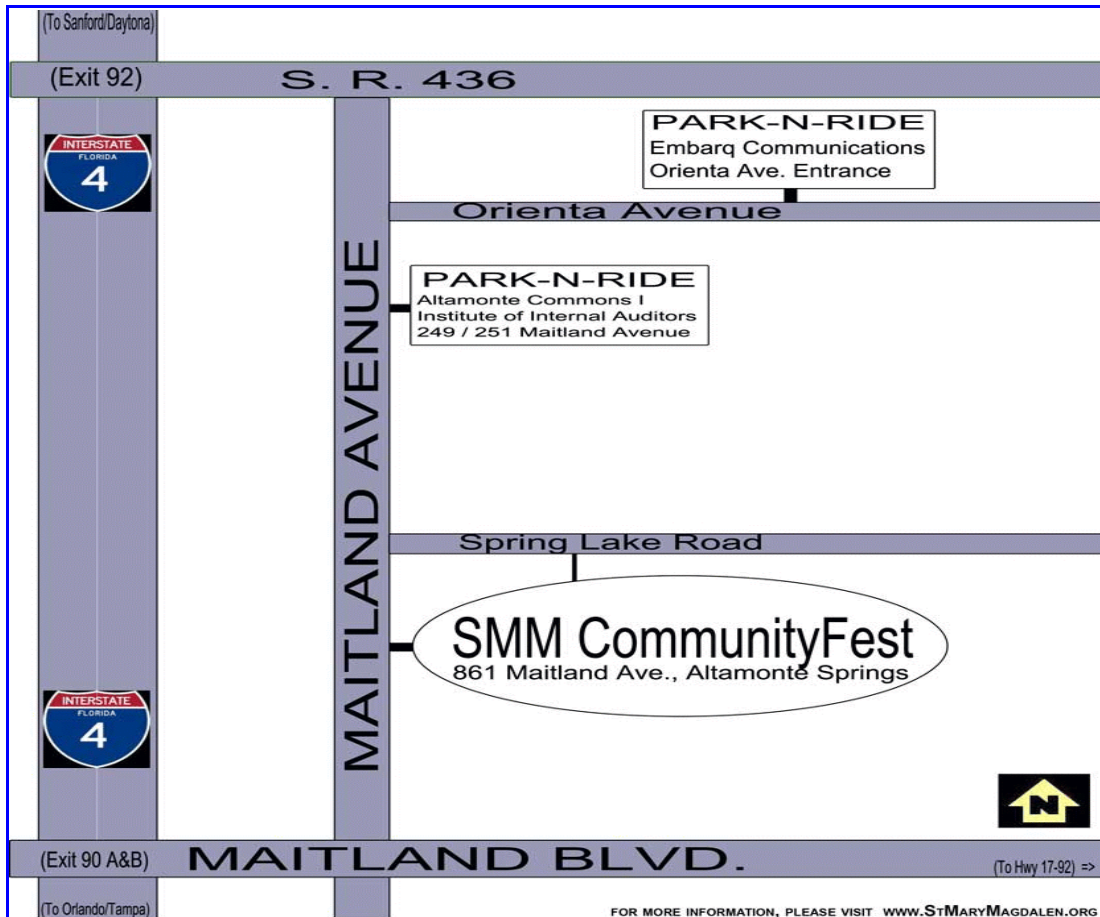 (To Sanford/Daytona)
(Exit 92)
S. R. 436
INTERSTATE
FLORIDA
4
PARK-N-RIDE
Embarq Communications
Orienta Ave. Entrance
Orienta Avenue
MAITLAND AVENUE
PARK-N-RIDE
Altamonte Commons I
Institute of Internal Auditors
249 / 251 Maitland Avenue
Spring Lake Road
SMM CommunityFest
861 Maitland Ave., Altamonte Springs
INTERSTATE
FLORIDA
4
N
(Exit 90 A&B)
MAITLAND BLVD.
(To Hwy 17-92) =>
(To Orlando/Tampa)
FOR MORE INFORMATION, PLEASE VISIT WWW.STMARYMAGDALEN.ORG